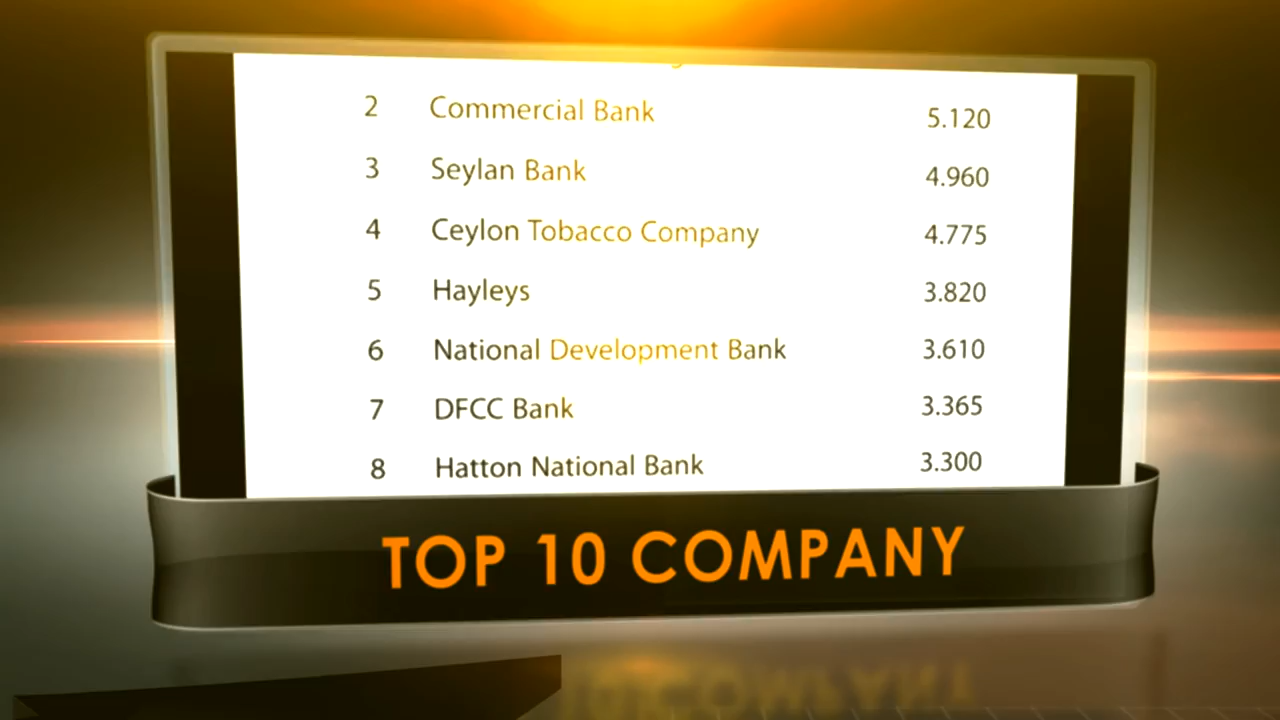 2 Commercial Bank 5.120
3 Seylan Bank 4.960
4 Ceylon Tobacco Company 4.775
5 Hayleys 3.820
6 National Development Bank 3.610
7 DFCC Bank 3.365
8 Hatton National Bank 3.300
TOP 10 COMPANY